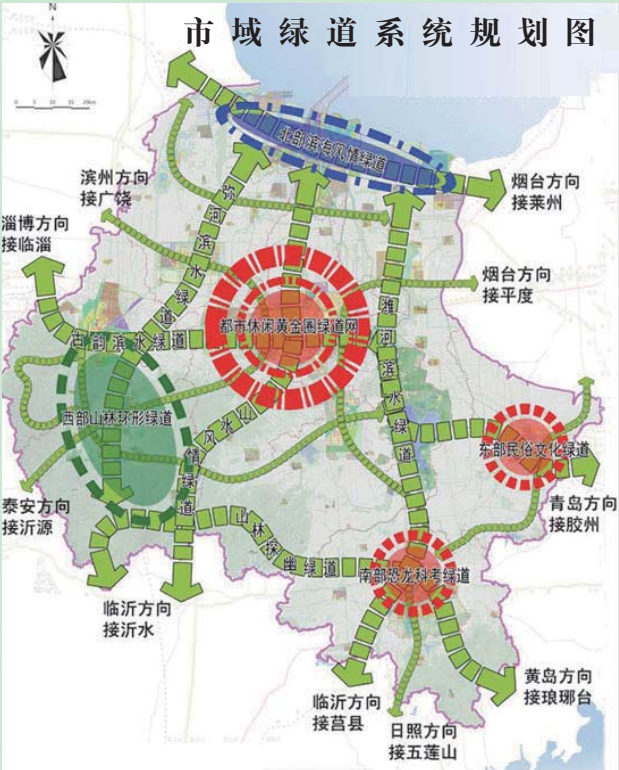 市域绿道系统规划图
N
0 5 10 15 20km
北部滨海风情绿道
滨州方向
接广饶
烟台方向
接莱州
淄博方向
接临淄
弥河滨水绿道
烟台方向
接平度
都市休闲黄金圈绿道网
古韵滨水绿道
潍河滨水绿道
西部山林环形绿道
山水风情绿道
东部民俗文化绿道
泰安方向
接沂源
青岛方向
接胶州
山林探幽绿道
南部恐龙科考绿道
临沂方向
接沂水
黄岛方向
接琅琊台
临沂方向
接莒县
日照方向
接五莲山